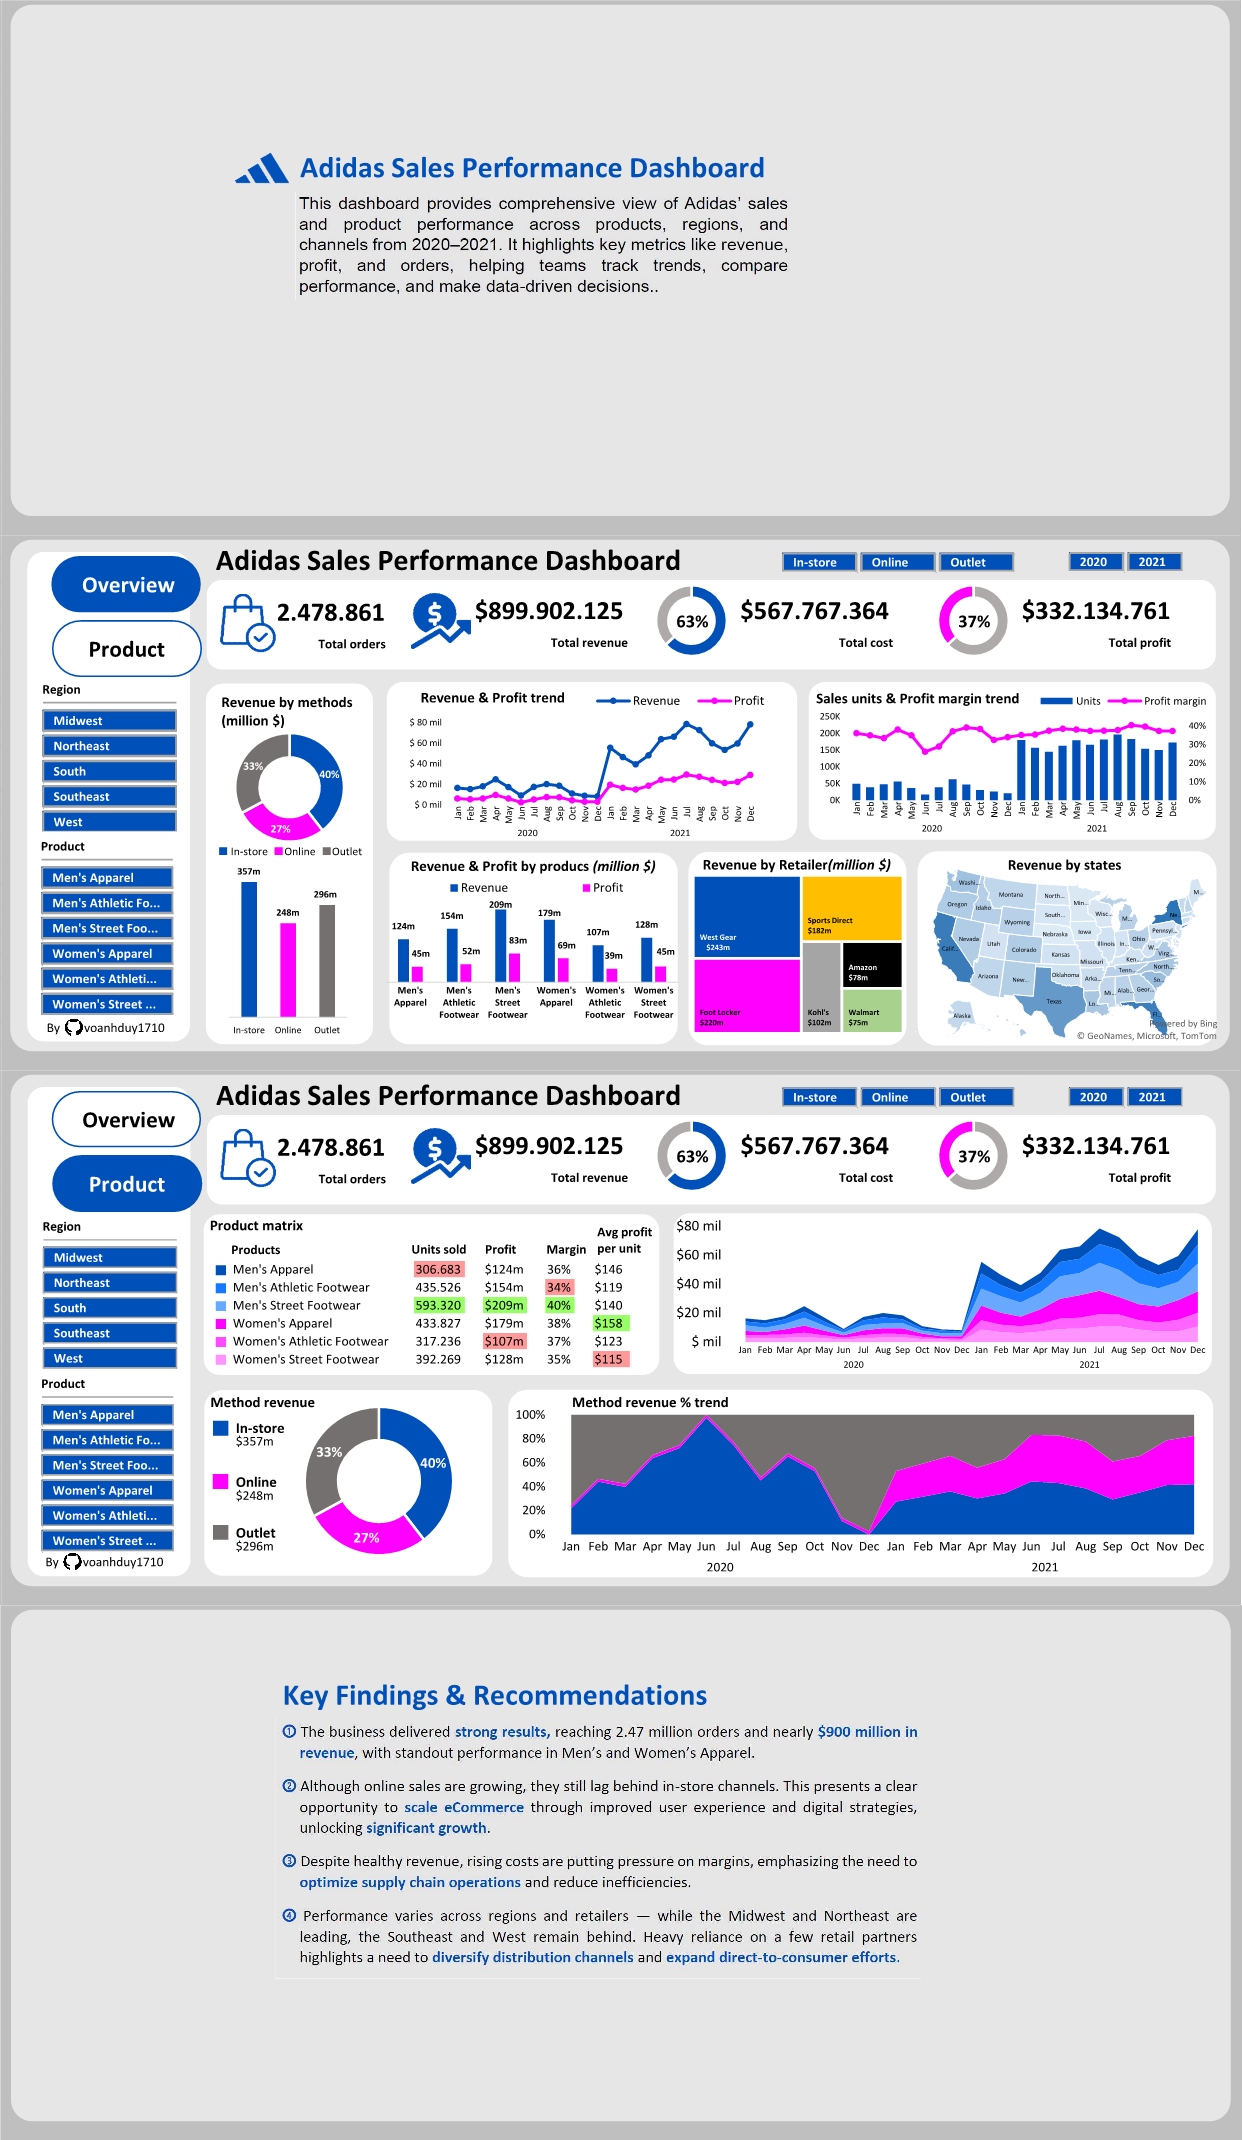 Adidas Sales Performance Dashboard
This dashboard provides comprehensive view of Adidas' sales
and product performance across products, regions, and
channels from 2020–2021. It highlights key metrics like revenue,
profit, and orders, helping teams track trends, compare
performance, and make data-driven decisions..
Overview
Product
Adidas Sales Performance Dashboard
In-store Online Outlet 2020 2021
2.478.861
Total orders
$
$899.902.125
Total revenue
63%
$567.767.364
Total cost
37%
$332.134.761
Total profit
Region
Midwest
Northeast
South
Southeast
West
Product
Men's Apparel
Men's Athletic Fo...
Men's Street Foo...
Women's Apparel
Women's Athleti...
Women's Street ...
By voanhduy1710
Revenue by methods
(million $)
33%
40%
27%
In-store Online Outlet
357m
248m
296m
In-store Online Outlet
Revenue & Profit trend
Revenue Profit
$ 80 mil
$ 60 mil
$ 40 mil
$ 20 mil
$ 0 mil
Jan Feb Mar Apr May Jun Jul Aug Sep Oct Nov Dec Jan Feb Mar Apr May Jun Jul Aug Sep Oct Nov Dec
2020 2021
Sales units & Profit margin trend
Units Profit margin
250K
200K
150K
100K
50K
0K
40%
30%
20%
10%
0%
Jan Feb Mar Apr May Jun Jul Aug Sep Oct Nov Dec Jan Feb Mar Apr May Jun Jul Aug Sep Oct Nov Dec
2020 2021
Revenue & Profit by producs (million $)
Revenue Profit
124m 45m 154m 52m 209m 83m 179m 69m 107m 39m 128m 45m
Men's Men's Men's Women's Women's Women's
Apparel Athletic Street Apparel Athletic Street
Footwear Footwear Footwear Footwear
Revenue by Retailer(million $)
West Gear
$243m
Sports Direct
$182m
Foot Locker
$220m
Kohl's
$102m
Amazon
$78m
Walmart
$75m
Revenue by states
Washi...
Montana
North...
Min...
M...
Oregon
Idaho
South...
Wisc...
M...
Ne...
Wyoming
Nebraska
Iowa
Pennsyl...
Nevada
Utah
Colorado
Illinois
In...
Ohio
W...
Virg...
Calif...
Kansas
Missouri
Ken...
Arizona
New...
Oklahoma
Arka...
Tenn...
North...
So...
Texas
Lo...
Mi...
Alab...
Geor...
Alaska
Fl...
Powered by Bing
© GeoNames, Microsoft, TomTom
Overview
Product
Adidas Sales Performance Dashboard
In-store Online Outlet 2020 2021
2.478.861
Total orders
$
$899.902.125
Total revenue
63%
$567.767.364
Total cost
37%
$332.134.761
Total profit
Region
Midwest
Northeast
South
Southeast
West
Product
Men's Apparel
Men's Athletic Fo...
Men's Street Foo...
Women's Apparel
Women's Athleti...
Women's Street ...
By voanhduy1710
Product matrix
Products Units sold Profit Margin Avg profit per unit
Men's Apparel 306.683 $124m 36% $146
Men's Athletic Footwear 435.526 $154m 34% $119
Men's Street Footwear 593.320 $209m 40% $140
Women's Apparel 433.827 $179m 38% $158
Women's Athletic Footwear 317.236 $107m 37% $123
Women's Street Footwear 392.269 $128m 35% $115
$80 mil
$60 mil
$40 mil
$20 mil
$ mil
Jan Feb Mar Apr May Jun Jul Aug Sep Oct Nov Dec Jan Feb Mar Apr May Jun Jul Aug Sep Oct Nov Dec
2020 2021
Method revenue
In-store
$357m
Online
$248m
Outlet
$296m
33%
40%
27%
Method revenue % trend
100%
80%
60%
40%
20%
0%
Jan Feb Mar Apr May Jun Jul Aug Sep Oct Nov Dec Jan Feb Mar Apr May Jun Jul Aug Sep Oct Nov Dec
2020 2021
Key Findings & Recommendations
1 The business delivered strong results, reaching 2.47 million orders and nearly $900 million in
revenue, with standout performance in Men's and Women's Apparel.
2 Although online sales are growing, they still lag behind in-store channels. This presents a clear
opportunity to scale eCommerce through improved user experience and digital strategies,
unlocking significant growth.
3 Despite healthy revenue, rising costs are putting pressure on margins, emphasizing the need to
optimize supply chain operations and reduce inefficiencies.
4 Performance varies across regions and retailers — while the Midwest and Northeast are
leading, the Southeast and West remain behind. Heavy reliance on a few retail partners
highlights a need to diversify distribution channels and expand direct-to-consumer efforts.